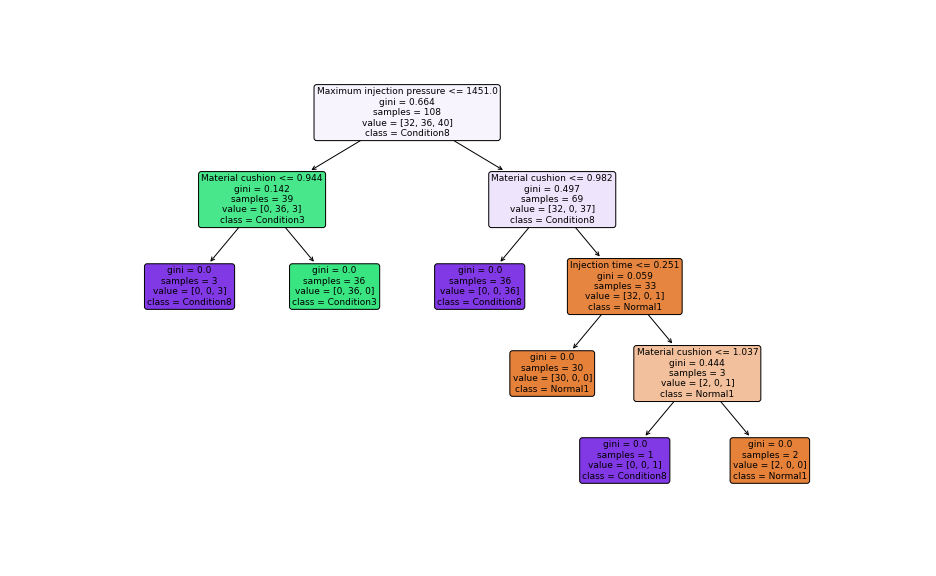 Maximum injection pressure <= 1451.0
gini = 0.664
samples = 108
value = [32, 36, 40]
class = Condition8
Material cushion <= 0.944
gini = 0.142
samples = 39
value = [0, 36, 3]
class = Condition3
Material cushion <= 0.982
gini = 0.497
samples = 69
value = [32, 0, 37]
class = Condition8
gini = 0.0
samples = 3
value = [0, 0, 3]
class = Condition8
gini = 0.0
samples = 36
value = [0, 36, 0]
class = Condition3
gini = 0.0
samples = 36
value = [0, 0, 36]
class = Condition8
Injection time <= 0.251
gini = 0.059
samples = 33
value = [32, 0, 1]
class = Normal1
gini = 0.0
samples = 30
value = [30, 0, 0]
class = Normal1
Material cushion <= 1.037
gini = 0.444
samples = 3
value = [2, 0, 1]
class = Normal1
gini = 0.0
samples = 1
value = [0, 0, 1]
class = Condition8
gini = 0.0
samples = 2
value = [2, 0, 0]
class = Normal1